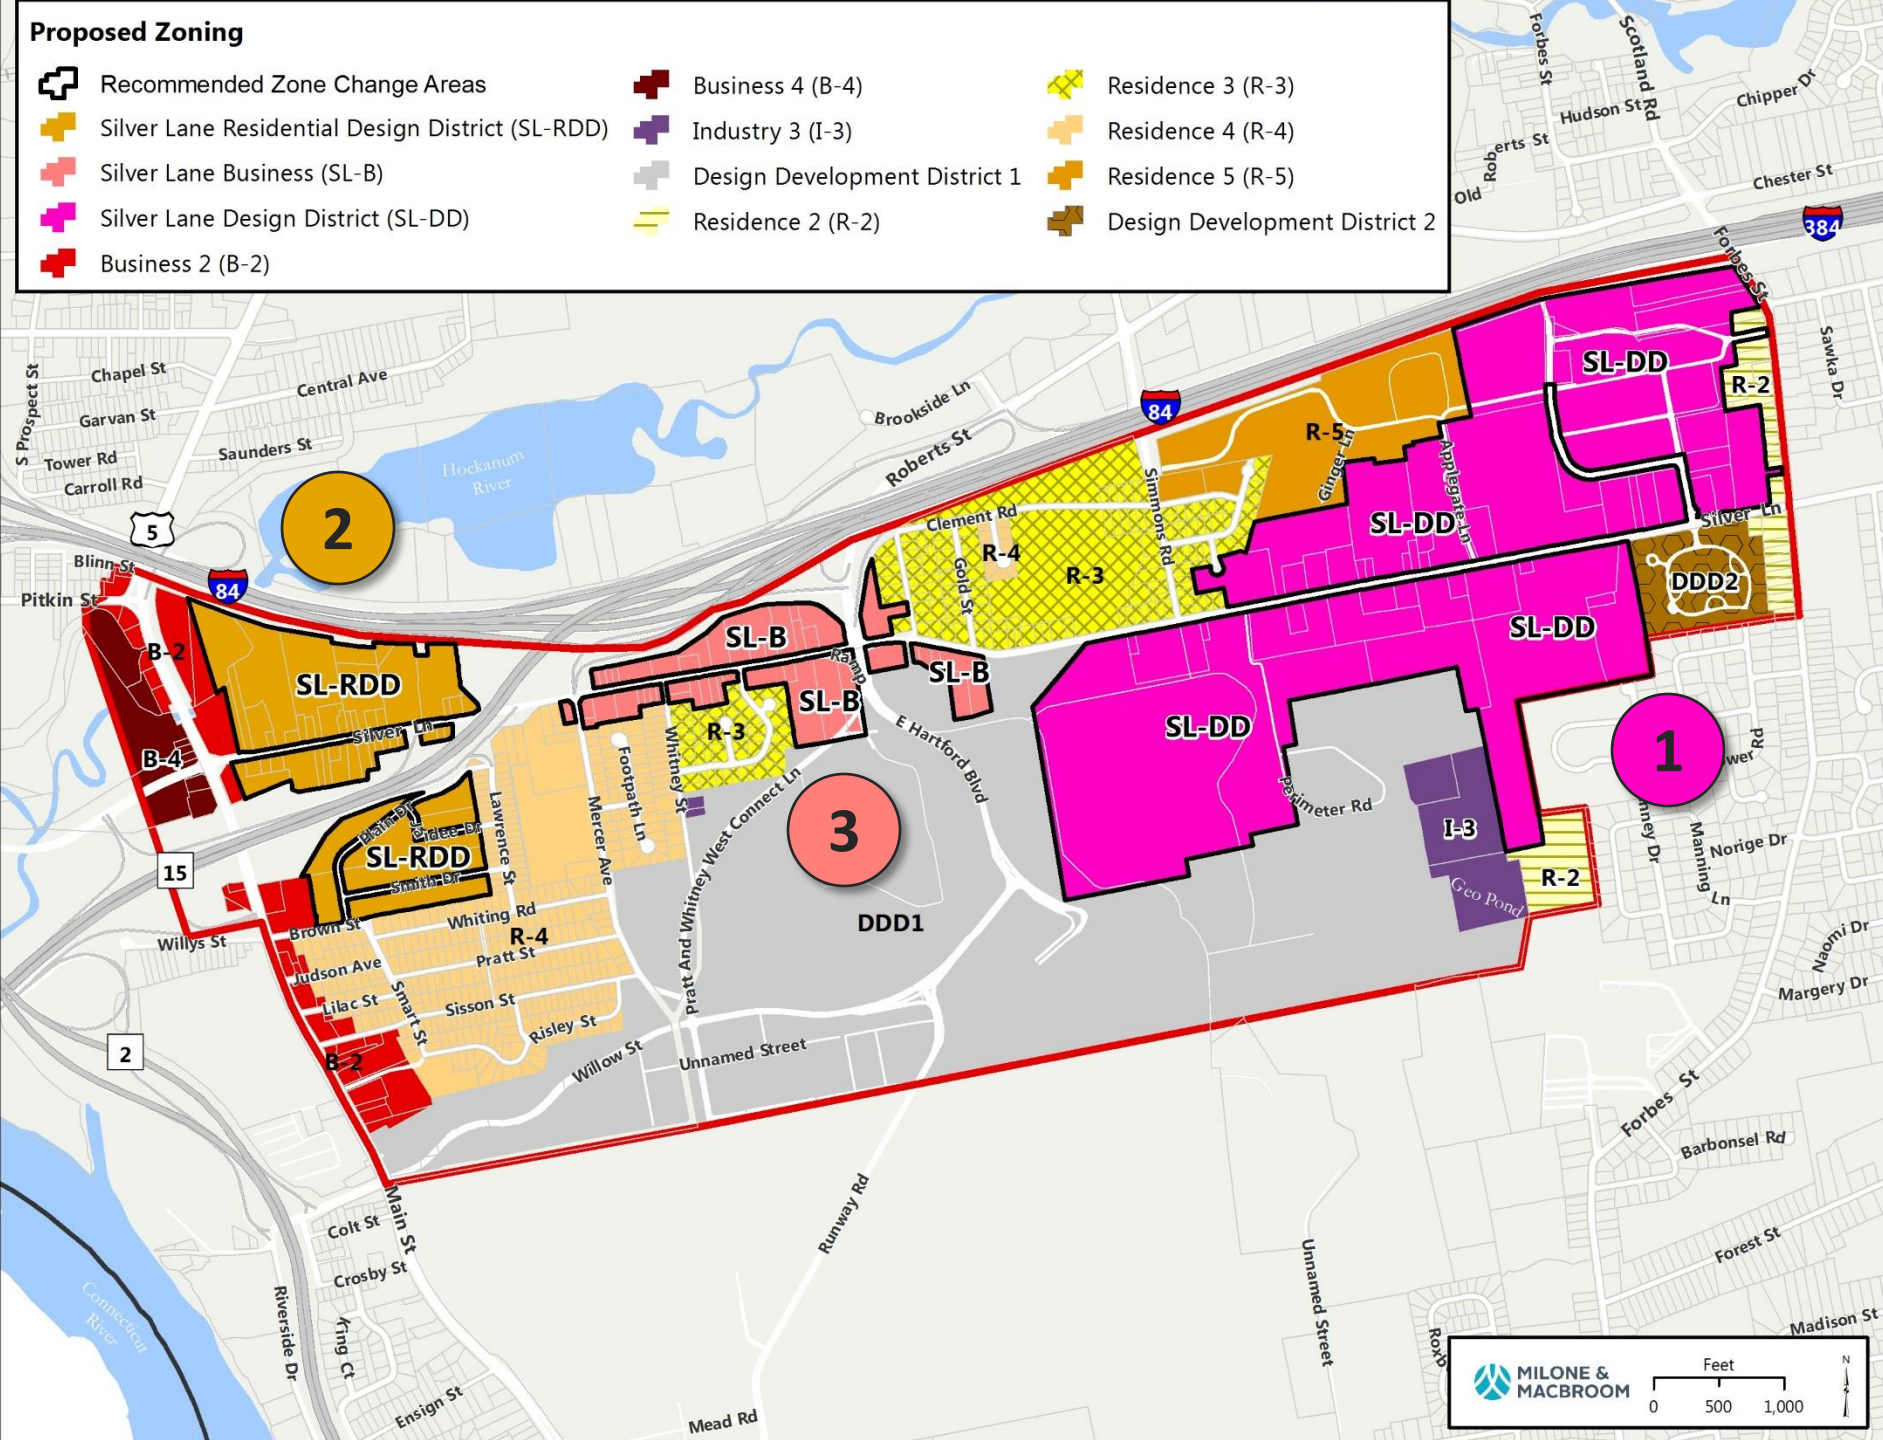 Proposed Zoning
Recommended Zone Change Areas
Silver Lane Residential Design District (SL-RDD)
Silver Lane Business (SL-B)
Silver Lane Design District (SL-DD)
Business 2 (B-2)
Business 4 (B-4)
Industry 3 (I-3)
Design Development District 1
Residence 2 (R-2)
Residence 3 (R-3)
Residence 4 (R-4)
Residence 5 (R-5)
Design Development District 2
Forbes St
Scotland Rd
Chipper Dr
Hudson St
Roberts St
Old
Chester St
384
Forbes St
Sawka Dr
S Prospect St
Chapel St
Central Ave
Garvan St
Saunders St
Tower Rd
Carroll Rd
Hockanum
River
Brookside Ln
Roberts St
84
SL-DD
R-2
R-5
Ginger Ln
Applegate Ln
Simmons Rd
SL-DD
Silver Ln
2
5
Blinn St
84
Pitkin St
Clement Rd
R-4
Gold St
R-3
DDD2
B-2
SL-B
SL-DD
SL-RDD
Ramp
SL-B
SL-B
Silver Ln
R-3
SL-DD
E Hartford Blvd
B-4
Footpath Ln
Whitney St
1
Perimeter Rd
3
I-3
Plain Dr
SL-RDD
Smith Dr
Lawrence St
Mercer Ave
Pratt And Whitney West Connect Ln
15
Geo Pond
R-2
Manning
Ln
Norige Dr
DDD1
Whiting Rd
Brown St
R-4
Willys St
Pratt St
Judson Ave
Lilac St
Smart St
Sisson St
Risley St
Naomi Dr
Margery Dr
2
B-2
Willow St
Unnamed Street
Forbes St
Barbonsel Rd
Main St
Colt St
Crosby St
Runway Rd
Riverside Dr
King Ct
Connecticut
River
Ensign St
Mead Rd
Unnamed Street
Forest St
Madison St
MILONE &
MACBROOM
Feet
0 500 1,000
N